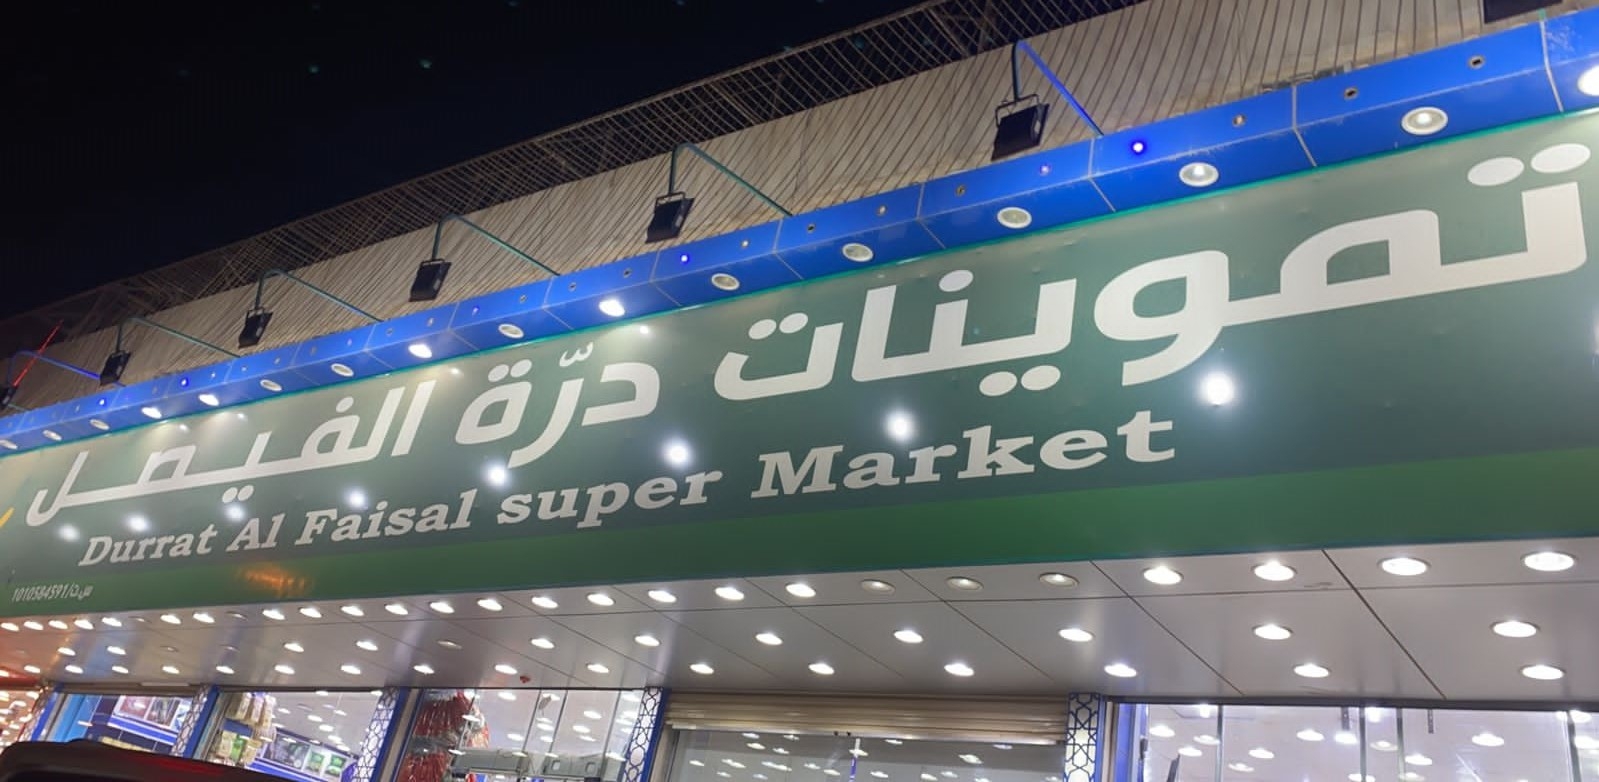 تموينات درّة الفيصل
Durrat Al Faisal super Market
س.ت/1010584591